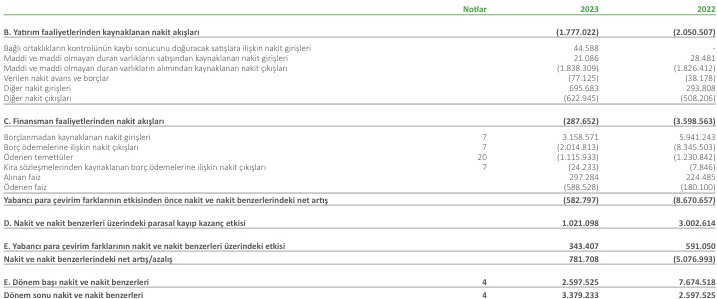 Notlar 2023 2022
B. Yatırım faaliyetlerinden kaynaklanan nakit akışları (1.777.022) (2.050.507)
Bağlı ortaklıkların kontrolünün kaybı sonucunu doğuracak satışlara ilişkin nakit girişleri 44.588 -
Maddi ve maddi olmayan duran varlıkların satışından kaynaklanan nakit girişleri 21.086 28.481
Maddi ve maddi olmayan duran varlıkların alımından kaynaklanan nakit çıkışları (1.838.309) (1.826.412)
Verilen nakit avans ve borçlar (77.125) (38.178)
Diğer nakit girişleri 695.683 293.808
Diğer nakit çıkışları (622.945) (508.206)
C. Finansman faaliyetlerinden nakit akışları (287.652) (3.598.563)
Borçlanmadan kaynaklanan nakit girişleri 7 3.158.571 5.941.243
Borç ödemelerine ilişkin nakit çıkışları 7 (2.014.813) (8.345.503)
Ödenen temettüler 20 (1.115.933) (1.230.842)
Kira sözleşmelerinden kaynaklanan borç ödemelerine ilişkin nakit çıkışları 7 (24.233) (7.846)
Alınan faiz 297.284 224.485
Ödenen faiz (588.528) (180.100)
Yabancı para çevirim farklarının etkisinden önce nakit ve nakit benzerlerindeki net artış (582.797) (8.670.657)
D. Nakit ve nakit benzerleri üzerindeki parasal kayıp kazanç etkisi 1.021.098 3.002.614
E. Yabancı para çevirim farklarının nakit ve nakit benzerleri üzerindeki etkisi 343.407 591.050
Nakit ve nakit benzerlerindeki net artış/azalış 781.708 (5.076.993)
E. Dönem başı nakit ve nakit benzerleri 4 2.597.525 7.674.518
Dönem sonu nakit ve nakit benzerleri 4 3.379.233 2.597.525